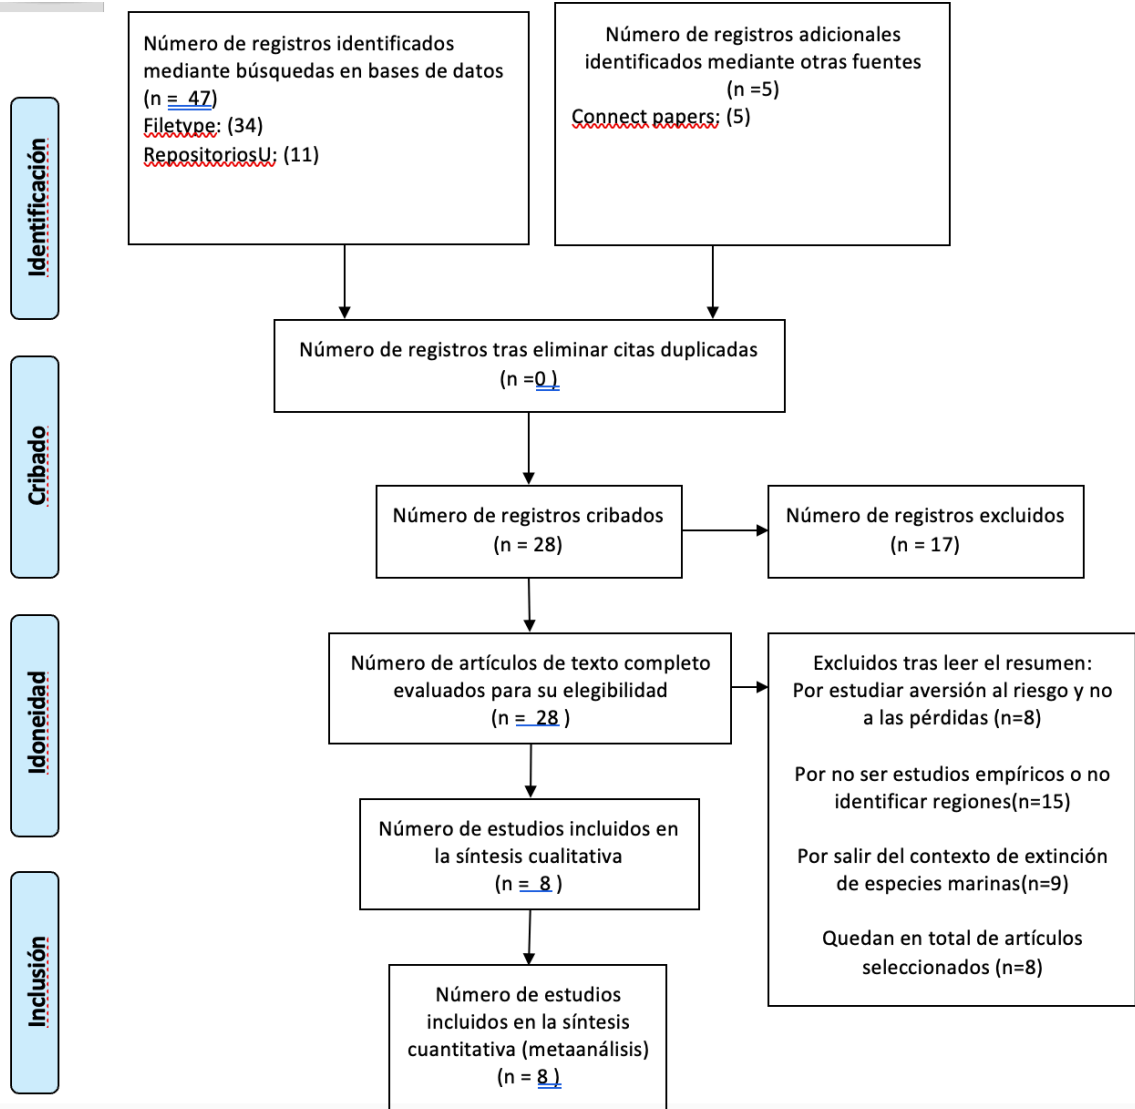 Número de registros identificados
mediante búsquedas en bases de datos
(n = 47)
Filetype: (34)
RepositoriosU: (11)
Número de registros adicionales
identificados mediante otras fuentes
(n =5)
Connect papers: (5)
Identificación
Número de registros tras eliminar citas duplicadas
(n =0 )
Cribado
Número de registros cribados
(n = 28)
Número de registros excluidos
(n = 17)
Idoneidad
Número de artículos de texto completo
evaluados para su elegibilidad
(n = 28 )
Excluidos tras leer el resumen:
Por estudiar aversión al riesgo y no
a las pérdidas (n=8)
Por no ser estudios empíricos o no
identificar regiones(n=15)
Por salir del contexto de extinción
de especies marinas(n=9)
Quedan en total de artículos
seleccionados (n=8)
Número de estudios incluidos en
la síntesis cualitativa
(n = 8 )
Inclusión
Número de estudios
incluidos en la síntesis
cuantitativa (metaanálisis)
(n = 8 )